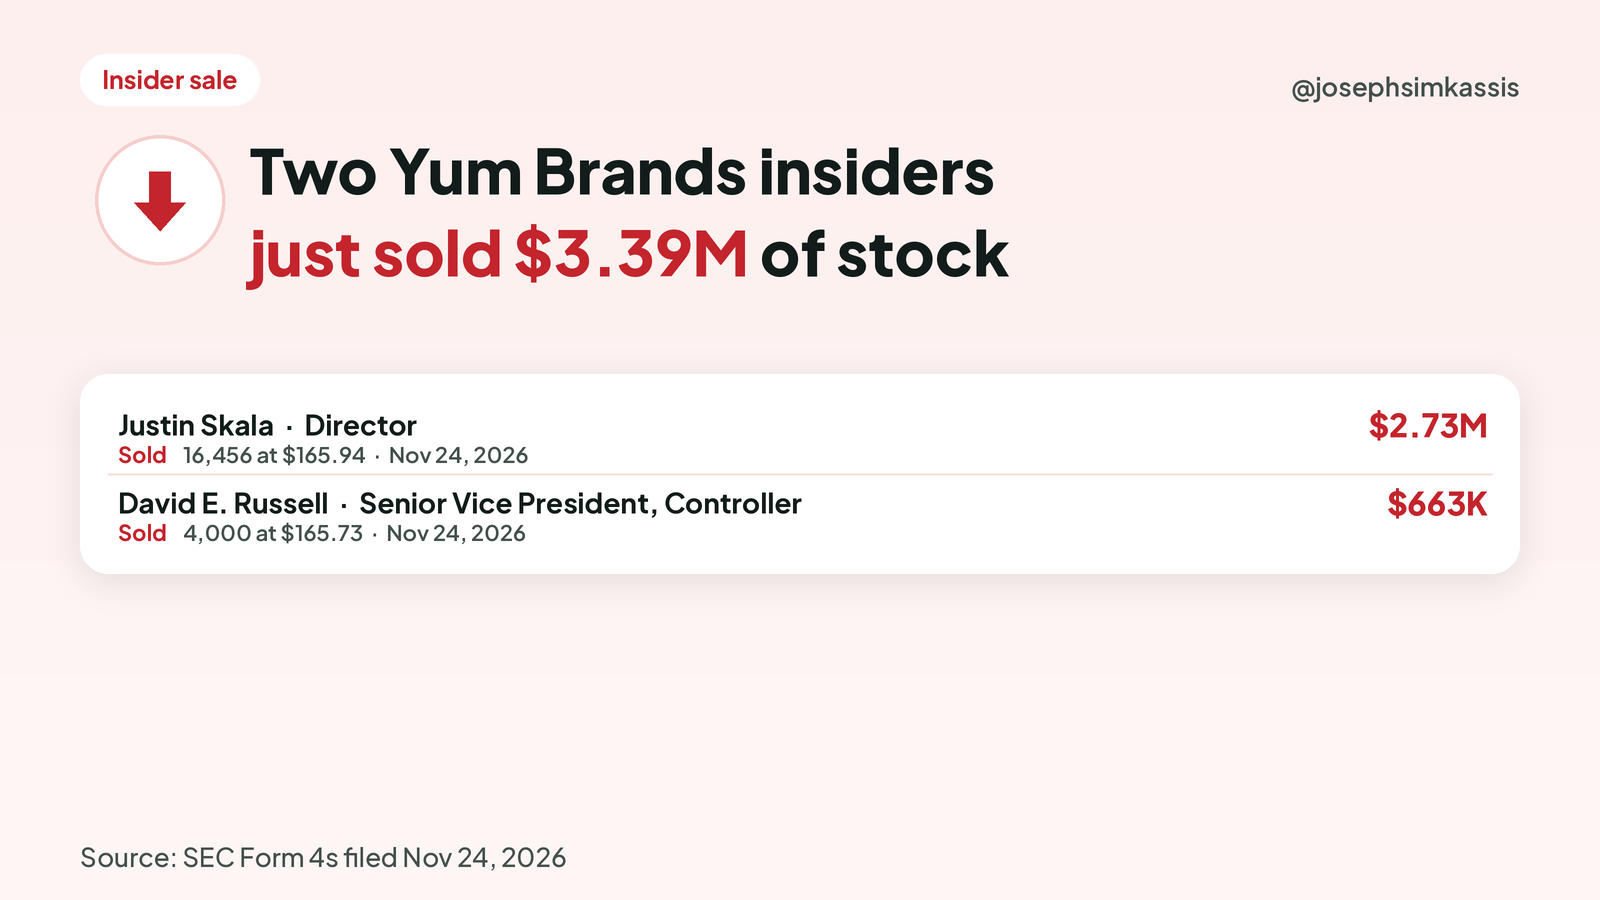 Insider sale
@josephsimkassis
Two Yum Brands insiders
just sold $3.39M of stock
Justin Skala · Director
$2.73M
Sold 16,456 at $165.94 · Nov 24, 2026
David E. Russell · Senior Vice President, Controller
$663K
Sold 4,000 at $165.73 · Nov 24, 2026
Source: SEC Form 4s filed Nov 24, 2026